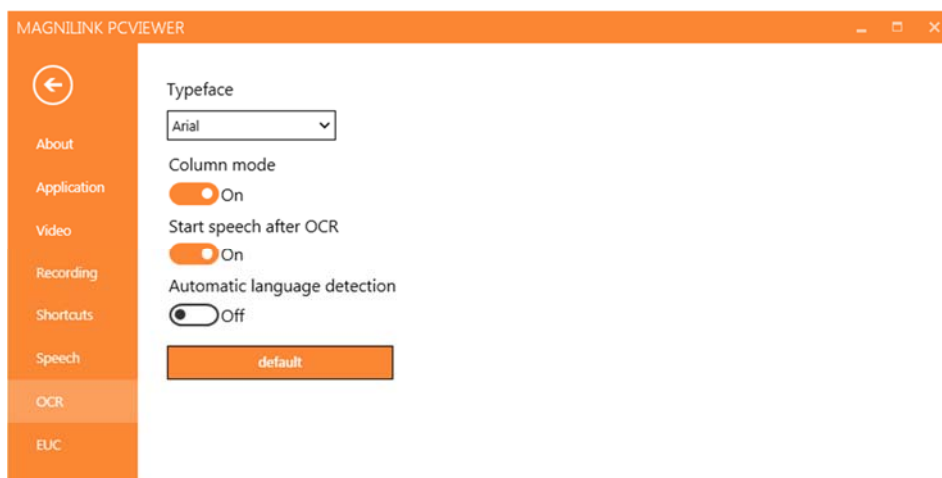 MAGNILINK PCVIEWER
About
Application
Video
Recording
Shortcuts
Speech
OCR
EUC
Typeface
Arial
Column mode
On
Start speech after OCR
On
Automatic language detection
Off
default